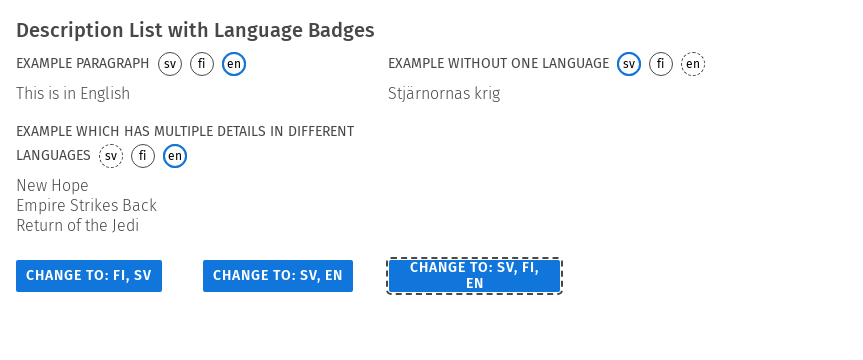 Description List with Language Badges
EXAMPLE PARAGRAPH sv fi en
This is in English
EXAMPLE WITHOUT ONE LANGUAGE sv fi en
Stjärnornas krig
EXAMPLE WHICH HAS MULTIPLE DETAILS IN DIFFERENT
LANGUAGES sv fi en
New Hope
Empire Strikes Back
Return of the Jedi
CHANGE TO: FI, SV
CHANGE TO: SV, EN
CHANGE TO: SV, FI,
EN